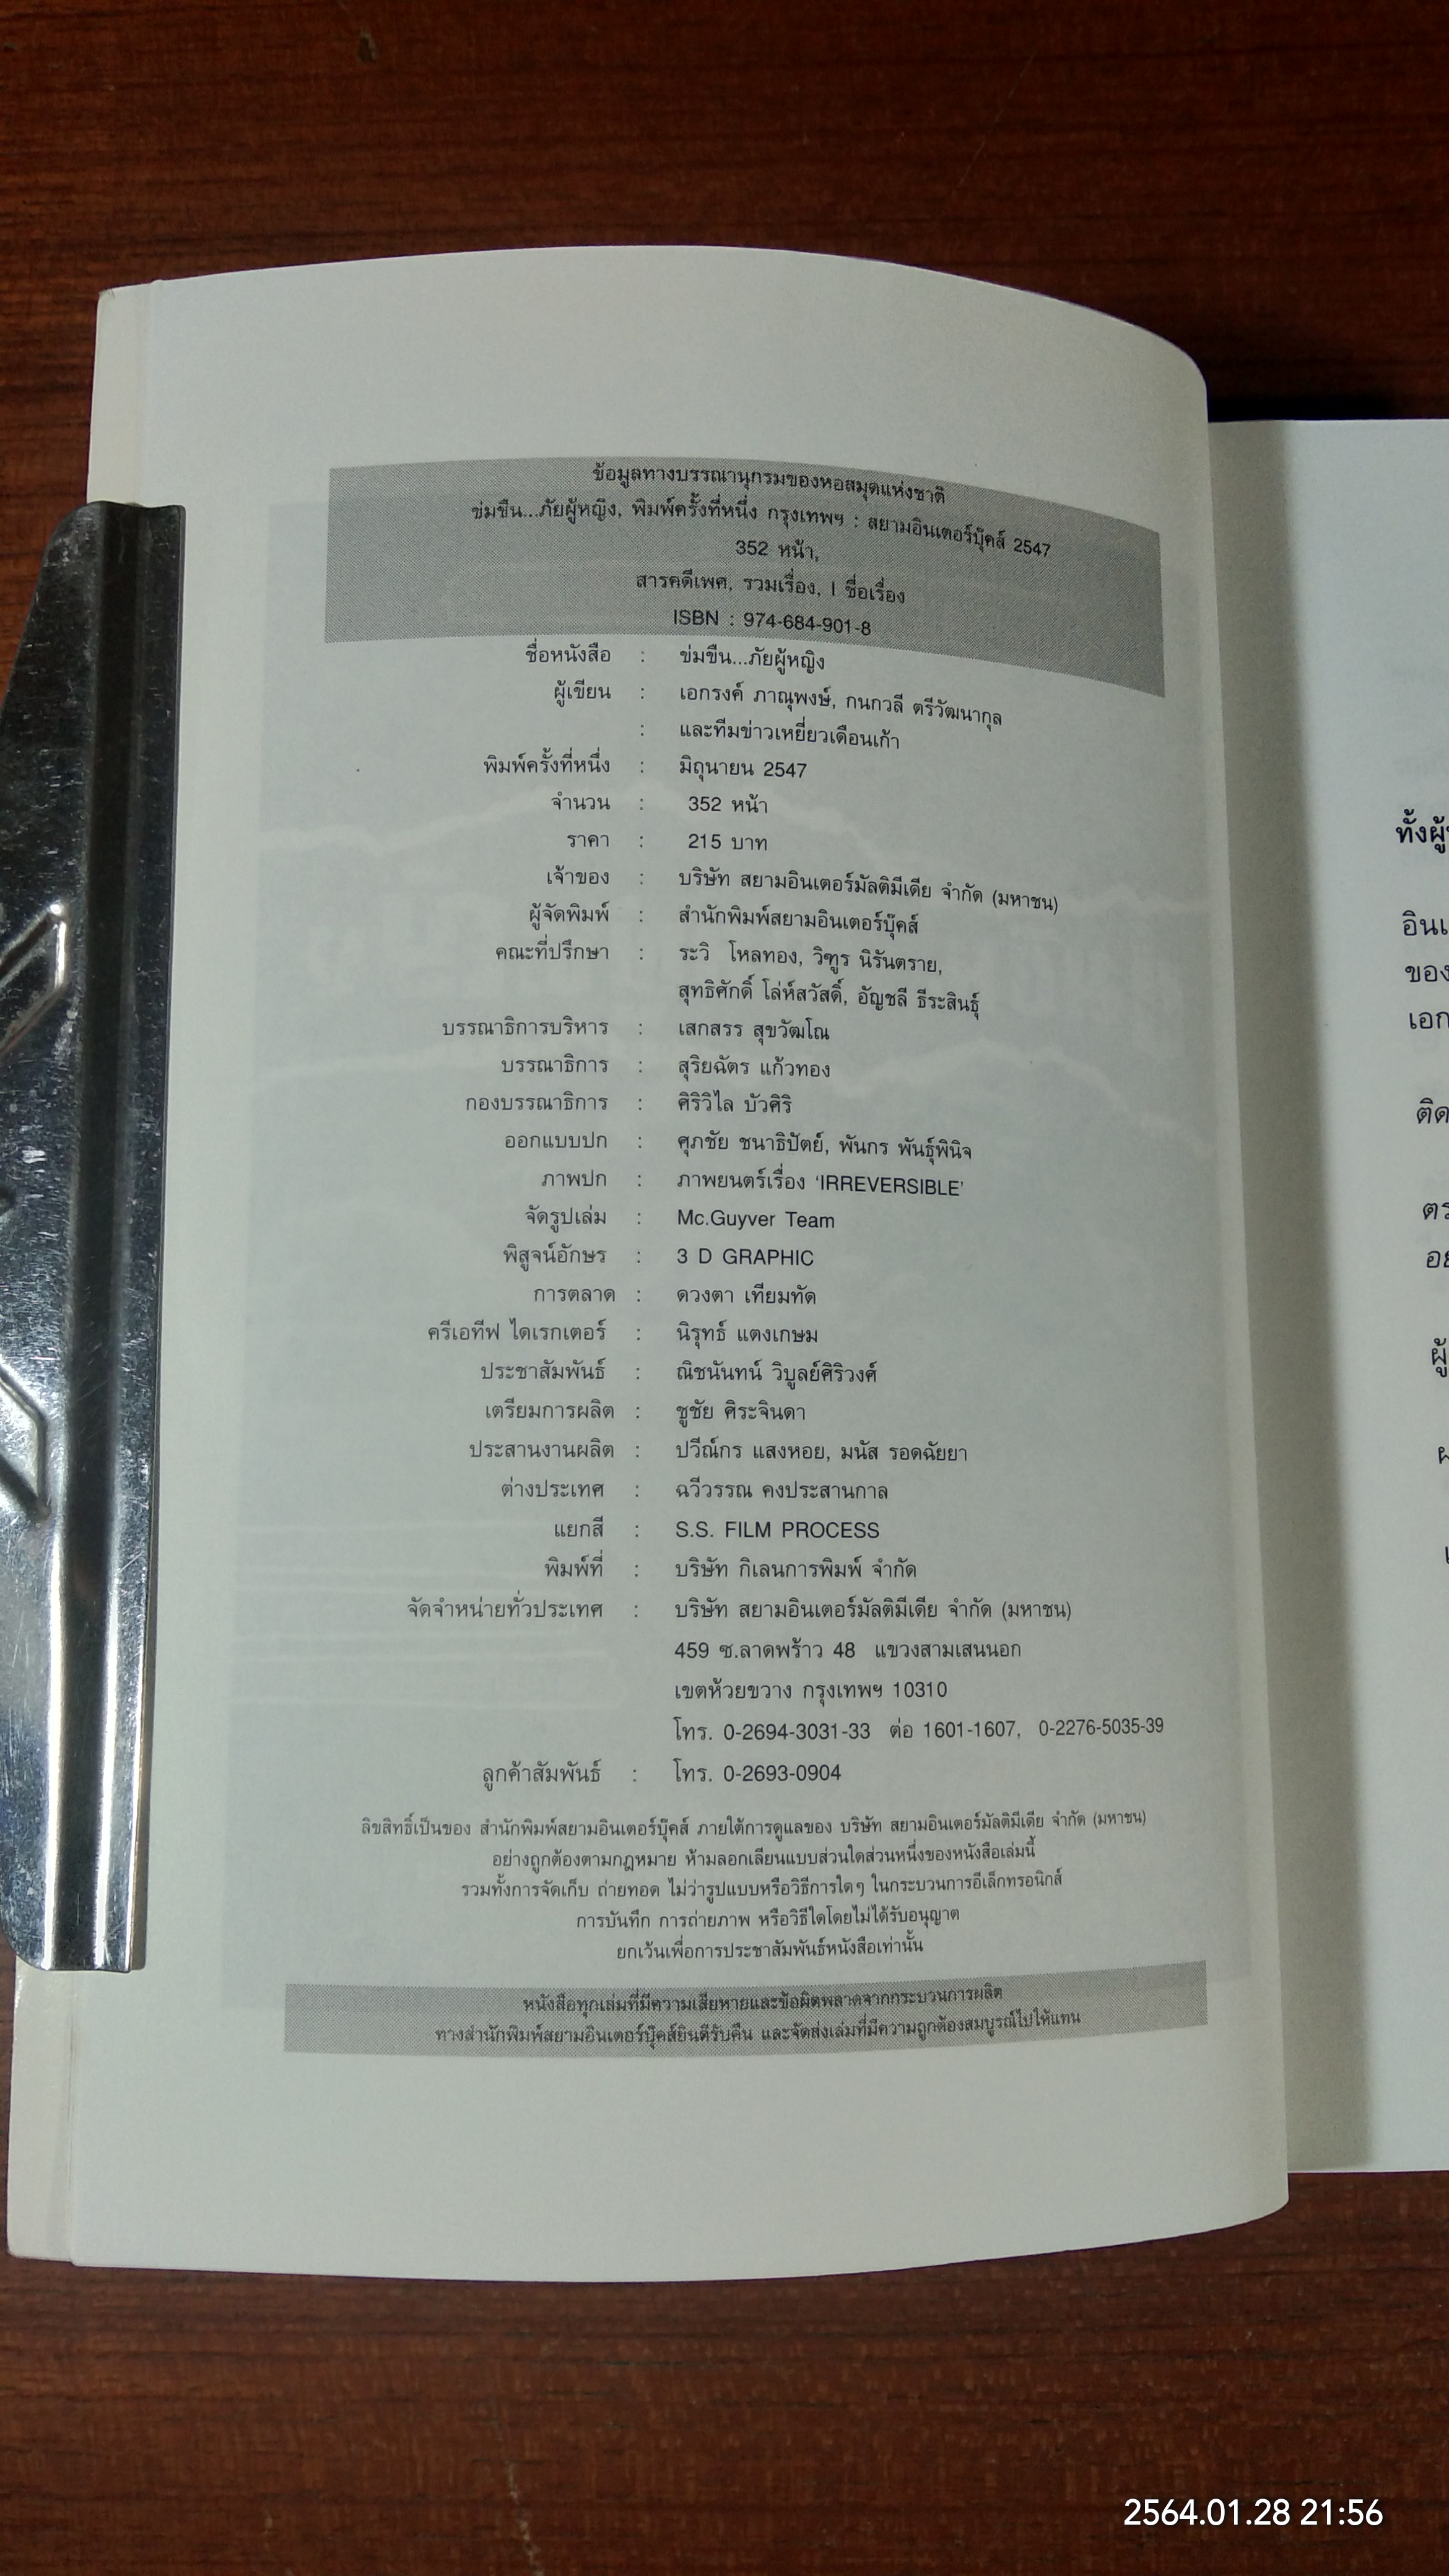 ข้อมูลทางบรรณานุกรมของหอสมุดแห่งชาติ
ข่มขืน...ภัยผู้หญิง, พิมพ์ครั้งที่หนึ่ง กรุงเทพฯ : สยามอินเตอร์บุ๊คส์ 2547
352 หน้า,
สารคดีเพศ, รวมเรื่อง, I ชื่อเรื่อง
ISBN : 974-684-901-8
ชื่อหนังสือ : ข่มขืน...ภัยผู้หญิง
ผู้เขียน : เอกรงค์ ภาณุพงษ์, กนกวลี ตรีวัฒนากุล
: และทีมข่าวเหยี่ยวเดือนเก้า
พิมพ์ครั้งที่หนึ่ง : มิถุนายน 2547
จำนวน : 352 หน้า
ราคา : 215 บาท
เจ้าของ : บริษัท สยามอินเตอร์มัลติมีเดีย จำกัด (มหาชน)
ผู้จัดพิมพ์ : สำนักพิมพ์สยามอินเตอร์บุ๊คส์
คณะที่ปรึกษา : ระวิ โหลทอง, วิฑูร นิรันตราย,
สุทธิศักดิ์ โล่ห์สวัสดิ์, อัญชลี ธีระสินธุ์
บรรณาธิการบริหาร : เสกสรร สุขวัฒโณ
บรรณาธิการ : สุริยฉัตร แก้วทอง
กองบรรณาธิการ : ศิริวิไล บัวศิริ
ออกแบบปก : ศุภชัย ชนาธิปัตย์, พันกร พันธุ์พินิจ
ภาพปก : ภาพยนตร์เรื่อง ‘IRREVERSIBLE’
จัดรูปเล่ม : Mc.Guyver Team
พิสูจน์อักษร : 3 D GRAPHIC
การตลาด : ดวงตา เทียมทัด
ครีเอทีฟ ไดเรกเตอร์ : นิรุทธ์ แตงเกษม
ประชาสัมพันธ์ : ณิชนันทน์ วิบูลย์ศิริวงศ์
เตรียมการผลิต : ชูชัย ศิระจินดา
ประสานงานผลิต : ปวีณ์กร แสงหอย, มนัส รอดฉัยยา
ต่างประเทศ : ฉวีวรรณ คงประสานกาล
แยกสี : S.S. FILM PROCESS
พิมพ์ที่ : บริษัท กิเลนการพิมพ์ จำกัด
จัดจำหน่ายทั่วประเทศ : บริษัท สยามอินเตอร์มัลติมีเดีย จำกัด (มหาชน)
459 ซ.ลาดพร้าว 48 แขวงสามเสนนอก
เขตห้วยขวาง กรุงเทพฯ 10310
โทร. 0-2694-3031-33 ต่อ 1601-1607, 0-2276-5035-39
ลูกค้าสัมพันธ์ : โทร. 0-2693-0904
ลิขสิทธิ์เป็นของ สำนักพิมพ์สยามอินเตอร์บุ๊คส์ ภายใต้การดูแลของ บริษัท สยามอินเตอร์มัลติมีเดีย จำกัด (มหาชน)
อย่างถูกต้องตามกฎหมาย ห้ามลอกเลียนแบบส่วนใดส่วนหนึ่งของหนังสือเล่มนี้
รวมทั้งการจัดเก็บ ถ่ายทอด ไม่ว่ารูปแบบหรือวิธีการใดๆ ในกระบวนการอีเล็กทรอนิกส์
การบันทึก การถ่ายภาพ หรือวิธีใดโดยไม่ได้รับอนุญาต
ยกเว้นเพื่อการประชาสัมพันธ์หนังสือเท่านั้น
หนังสือทุกเล่มที่มีความเสียหายและข้อผิดพลาดจากกระบวนการผลิต
ทางสำนักพิมพ์สยามอินเตอร์บุ๊คส์ยินดีรับคืน และจัดส่งเล่มที่มีความถูกต้องสมบูรณ์ไปให้แทน
2564.01.28 21:56